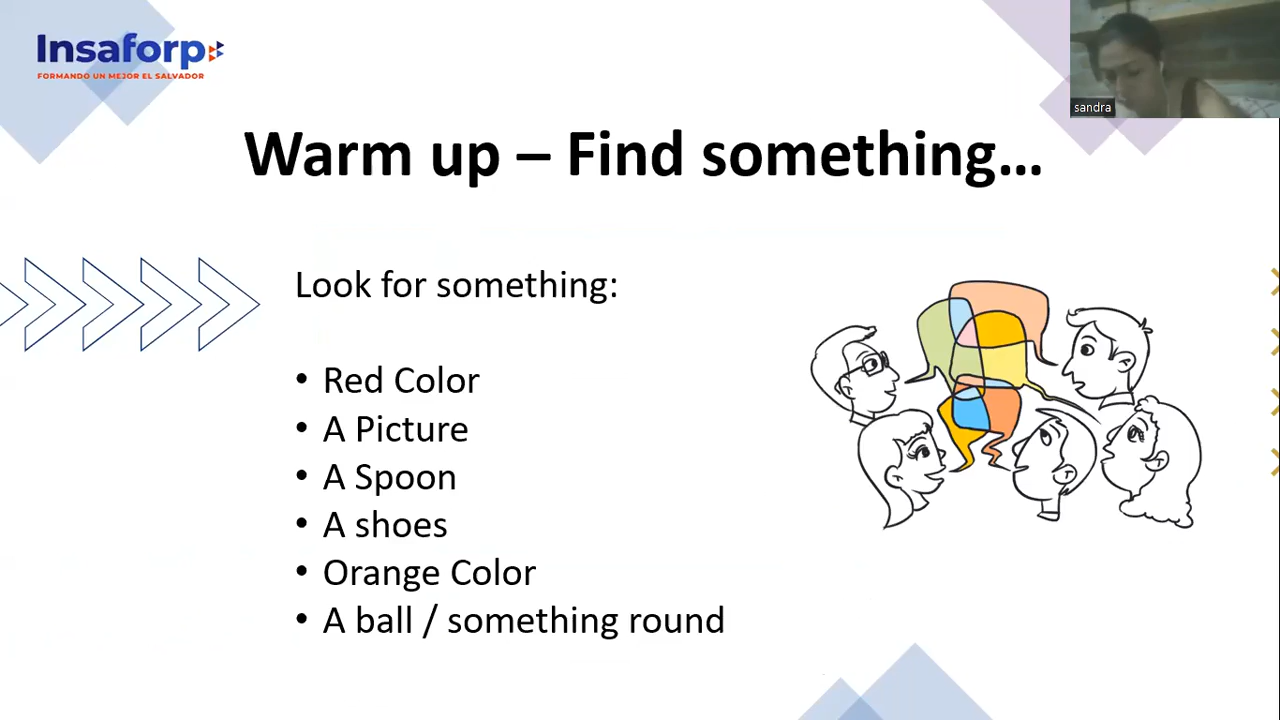 Insaforp
FORMANDO UN MEJOR EL SALVADOR
sandra
Warm up – Find something...
Look for something:
• Red Color
• A Picture
• A Spoon
• A shoes
• Orange Color
• A ball / something round